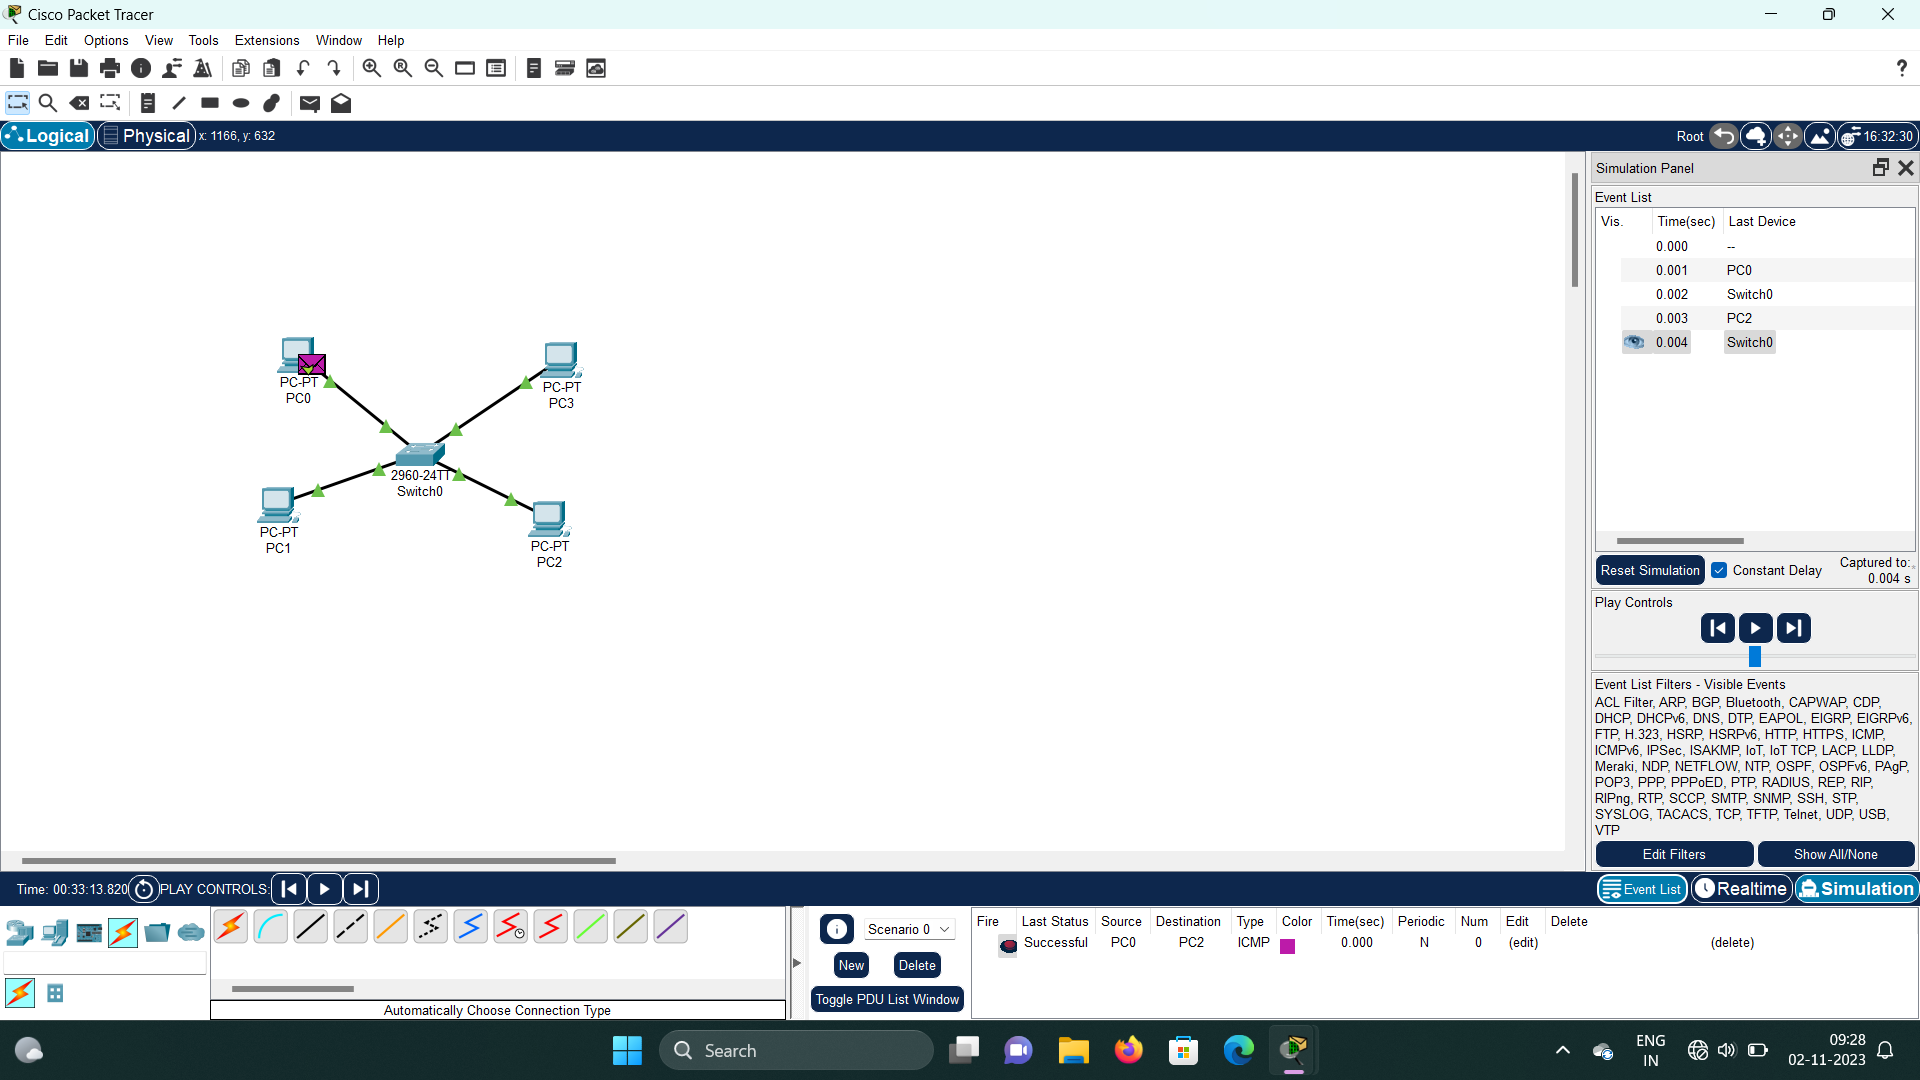 Cisco Packet Tracer
File Edit Options View Tools Extensions Window Help
?
Logical Physical x: 1166, y: 632 Root 16:32:30
Simulation Panel
Event List
Vis. Time(sec) Last Device
0.000 --
0.001 PC0
0.002 Switch0
0.003 PC2
0.004 Switch0
PC-PT
PC0
PC-PT
PC3
2960-24TT
Switch0
PC-PT
PC1
PC-PT
PC2
Reset Simulation Constant Delay Captured to:
0.004 s
Play Controls
Event List Filters - Visible Events
ACL Filter, ARP, BGP, Bluetooth, CAPWAP, CDP,
DHCP, DHCPv6, DNS, DTP, EAPOL, EIGRP, EIGRPv6,
FTP, H.323, HSRP, HSRPv6, HTTP, HTTPS, ICMP,
ICMPv6, IPSec, ISAKMP, IoT, IoT TCP, LACP, LLDP,
Meraki, NDP, NETFLOW, NTP, OSPF, OSPFv6, PAgP,
POP3, PPP, PPPoED, PTP, RADIUS, REP, RIP,
RIPng, RTP, SCCP, SMTP, SNMP, SSH, STP,
SYSLOG, TACACS, TCP, TFTP, Telnet, UDP, USB,
VTP
Edit Filters Show All/None
Time: 00:33:13.820 PLAY CONTROLS: Event List Realtime Simulation
Scenario 0
New Delete
Toggle PDU List Window
Fire Last Status Source Destination Type Color Time(sec) Periodic Num Edit Delete
Successful PC0 PC2 ICMP 0.000 N 0 (edit) (delete)
Automatically Choose Connection Type
Search
ENG
IN
09:28
02-11-2023